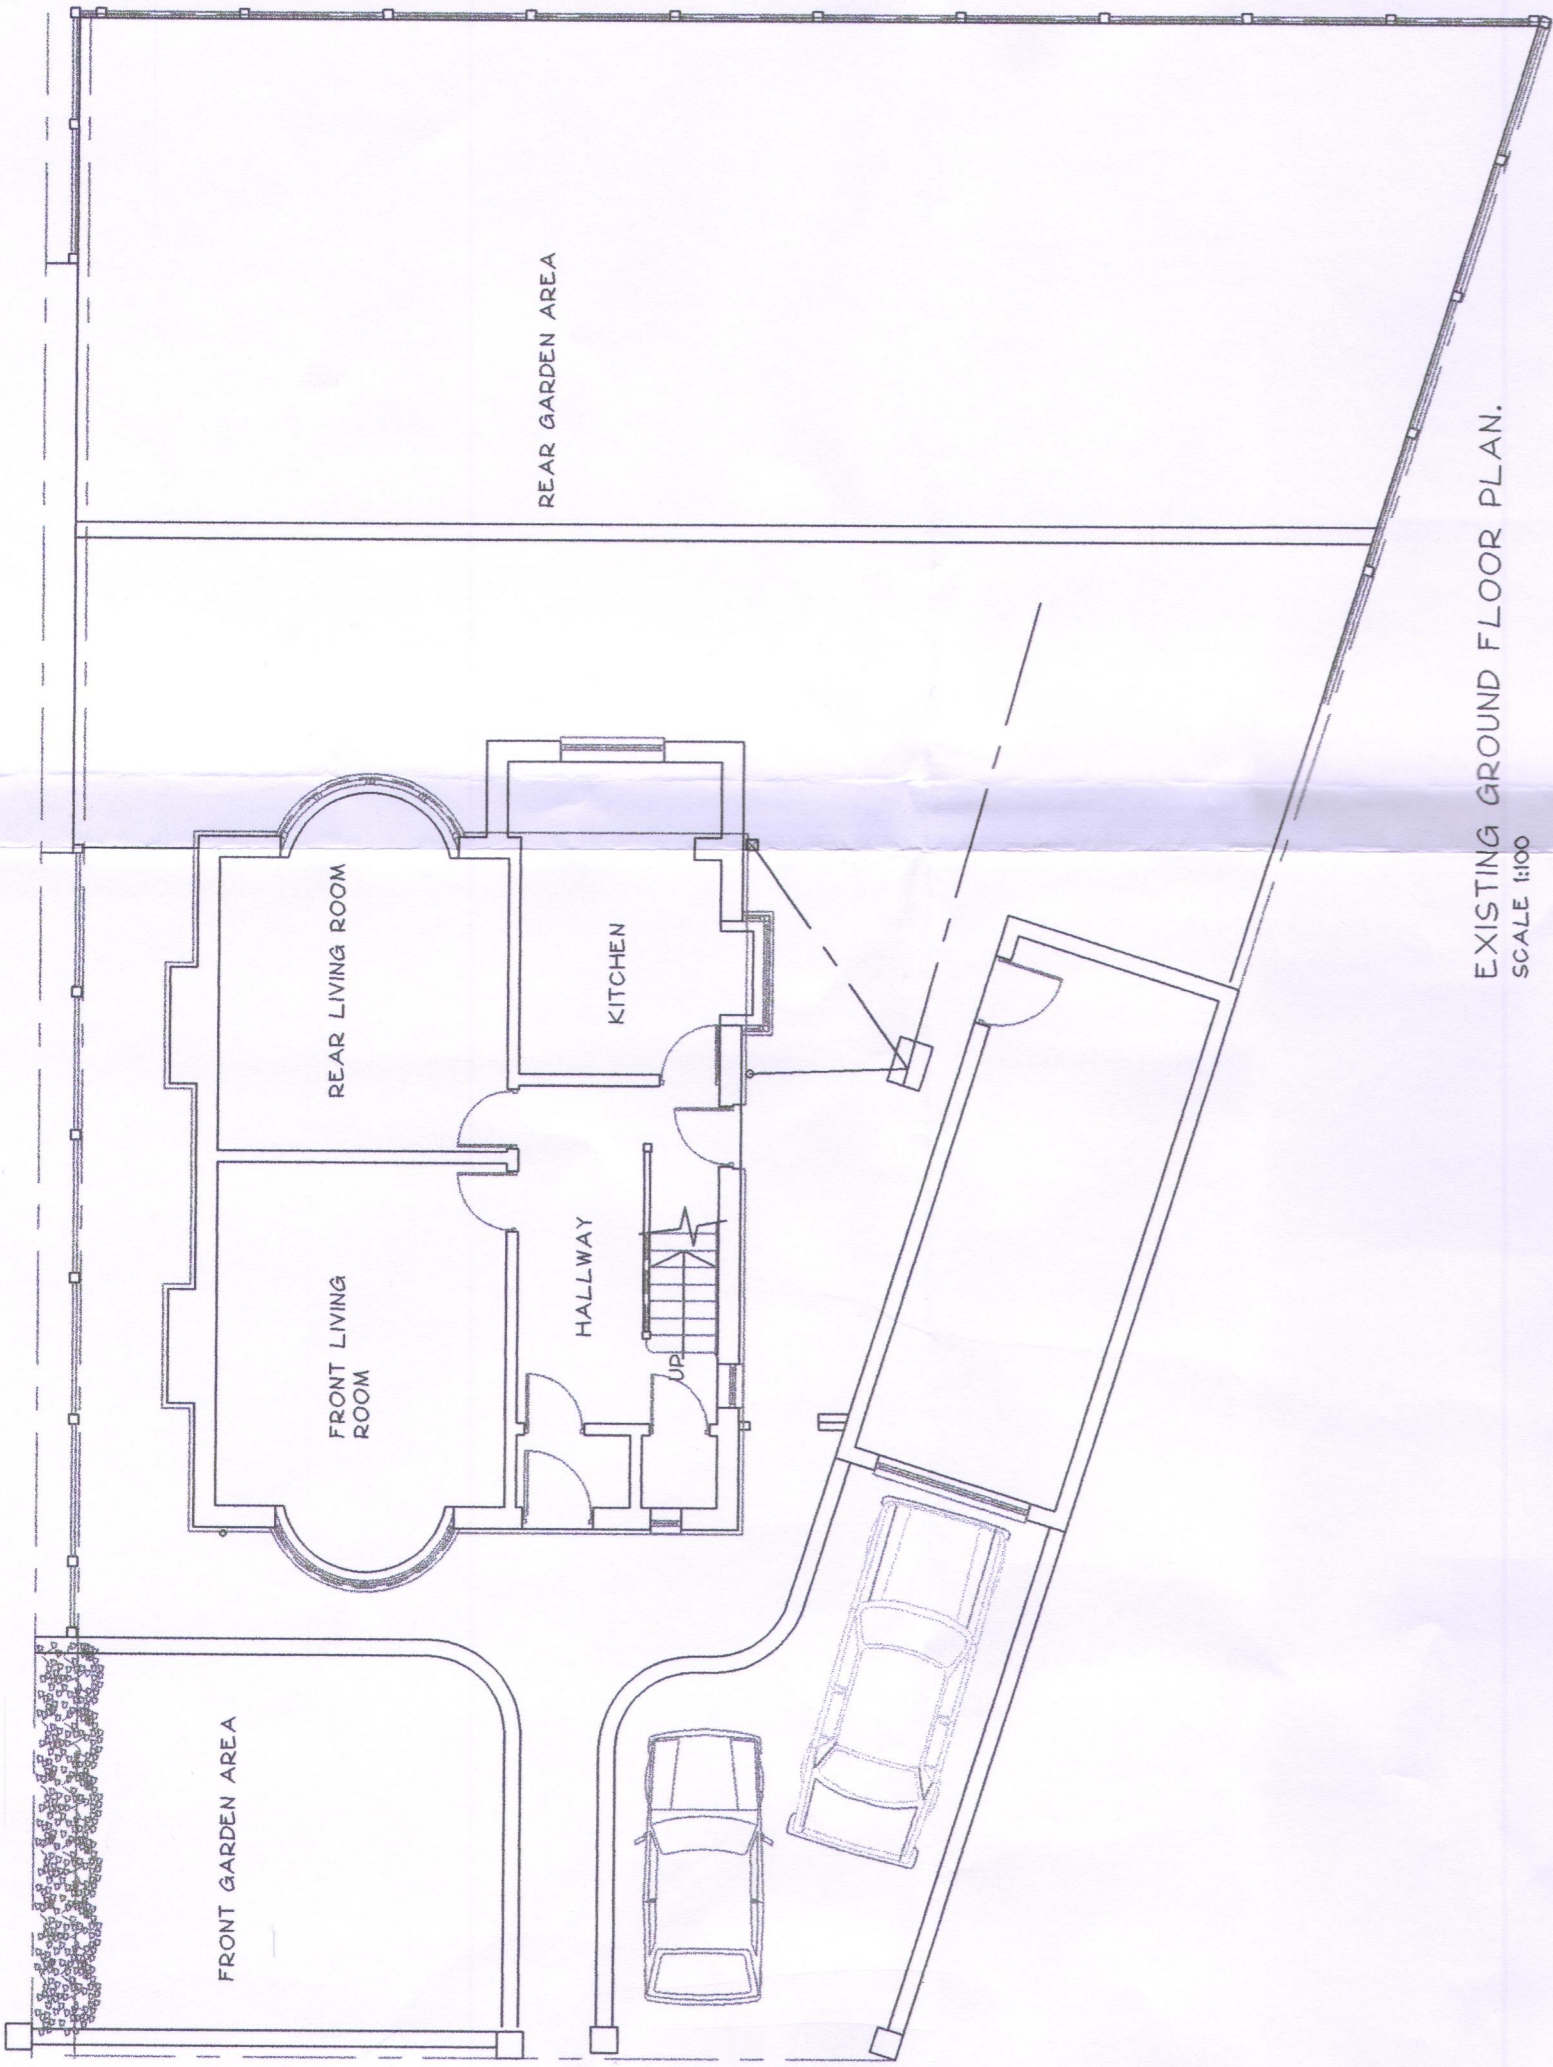 REAR GARDEN AREA
REAR LIVING ROOM
KITCHEN
FRONT LIVING
ROOM
HALLWAY
UP
FRONT GARDEN AREA
EXISTING GROUND FLOOR PLAN.
SCALE 1:100